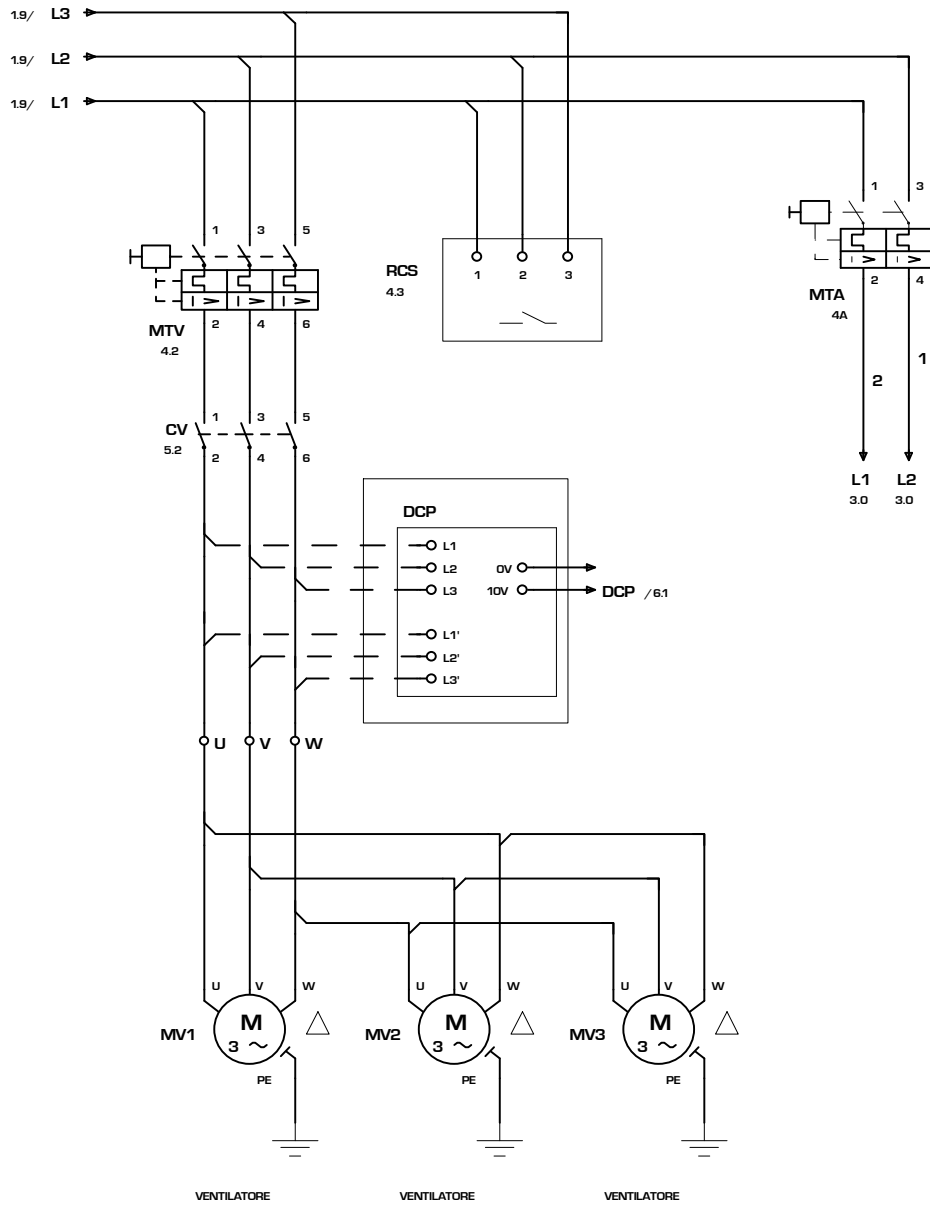 1.9/ L3
1.9/ L2
1.9/ L1
1 3
1 3 5
RCS
4.3
1 2 3
2 4
MTA
4A
2 4 6
MTV
4.2
1
2
1 3 5
CV
5.2
2 4 6
L1 L2
3.0 3.0
DCP
L1
L2 0V
L3 10V DCP /6.1
L1'
L2'
L3'
U V W
U V W U V W U V W
MV1 M 3 MV2 M 3 MV3 M 3
PE PE PE
VENTILATORE VENTILATORE VENTILATORE